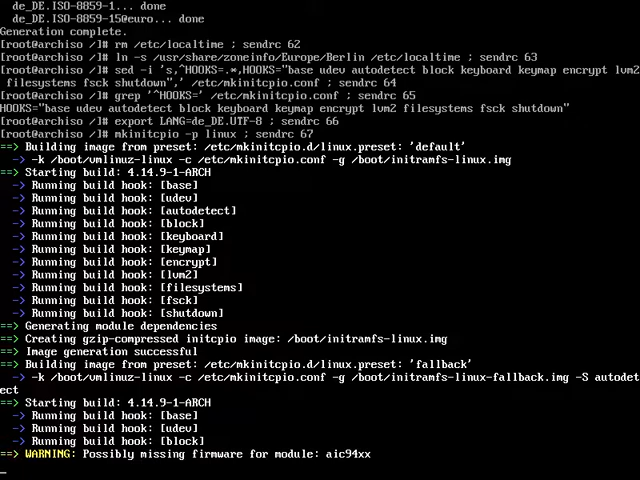 de_DE.ISO-8859-1... done
de_DE.ISO-8859-15@euro... done
Generation complete.
[root@archiso /]# rm /etc/localtime ; sendrc 62
[root@archiso /]# ln -s /usr/share/zoneinfo/Europe/Berlin /etc/localtime ; sendrc 63
[root@archiso /]# sed -i 's,^HOOKS=.*,HOOKS="base udev autodetect block keyboard keymap encrypt lvm2
filesystems fsck shutdown",' /etc/mkinitcpio.conf ; sendrc 64
[root@archiso /]# grep '^HOOKS=' /etc/mkinitcpio.conf ; sendrc 65
HOOKS="base udev autodetect block keyboard keymap encrypt lvm2 filesystems fsck shutdown"
[root@archiso /]# export LANG=de_DE.UTF-8 ; sendrc 66
[root@archiso /]# mkinitcpio -p linux ; sendrc 67
==> Building image from preset: /etc/mkinitcpio.d/linux.preset: 'default'
-> -k /boot/vmlinuz-linux -c /etc/mkinitcpio.conf -g /boot/initramfs-linux.img
==> Starting build: 4.14.9-1-ARCH
-> Running build hook: [base]
-> Running build hook: [udev]
-> Running build hook: [autodetect]
-> Running build hook: [block]
-> Running build hook: [keyboard]
-> Running build hook: [keymap]
-> Running build hook: [encrypt]
-> Running build hook: [lvm2]
-> Running build hook: [filesystems]
-> Running build hook: [fsck]
-> Running build hook: [shutdown]
==> Generating module dependencies
==> Creating gzip-compressed initcpio image: /boot/initramfs-linux.img
==> Image generation successful
==> Building image from preset: /etc/mkinitcpio.d/linux.preset: 'fallback'
-> -k /boot/vmlinuz-linux -c /etc/mkinitcpio.conf -g /boot/initramfs-linux-fallback.img -S autodet
ect
==> Starting build: 4.14.9-1-ARCH
-> Running build hook: [base]
-> Running build hook: [udev]
-> Running build hook: [block]
==> WARNING: Possibly missing firmware for module: aic94xx